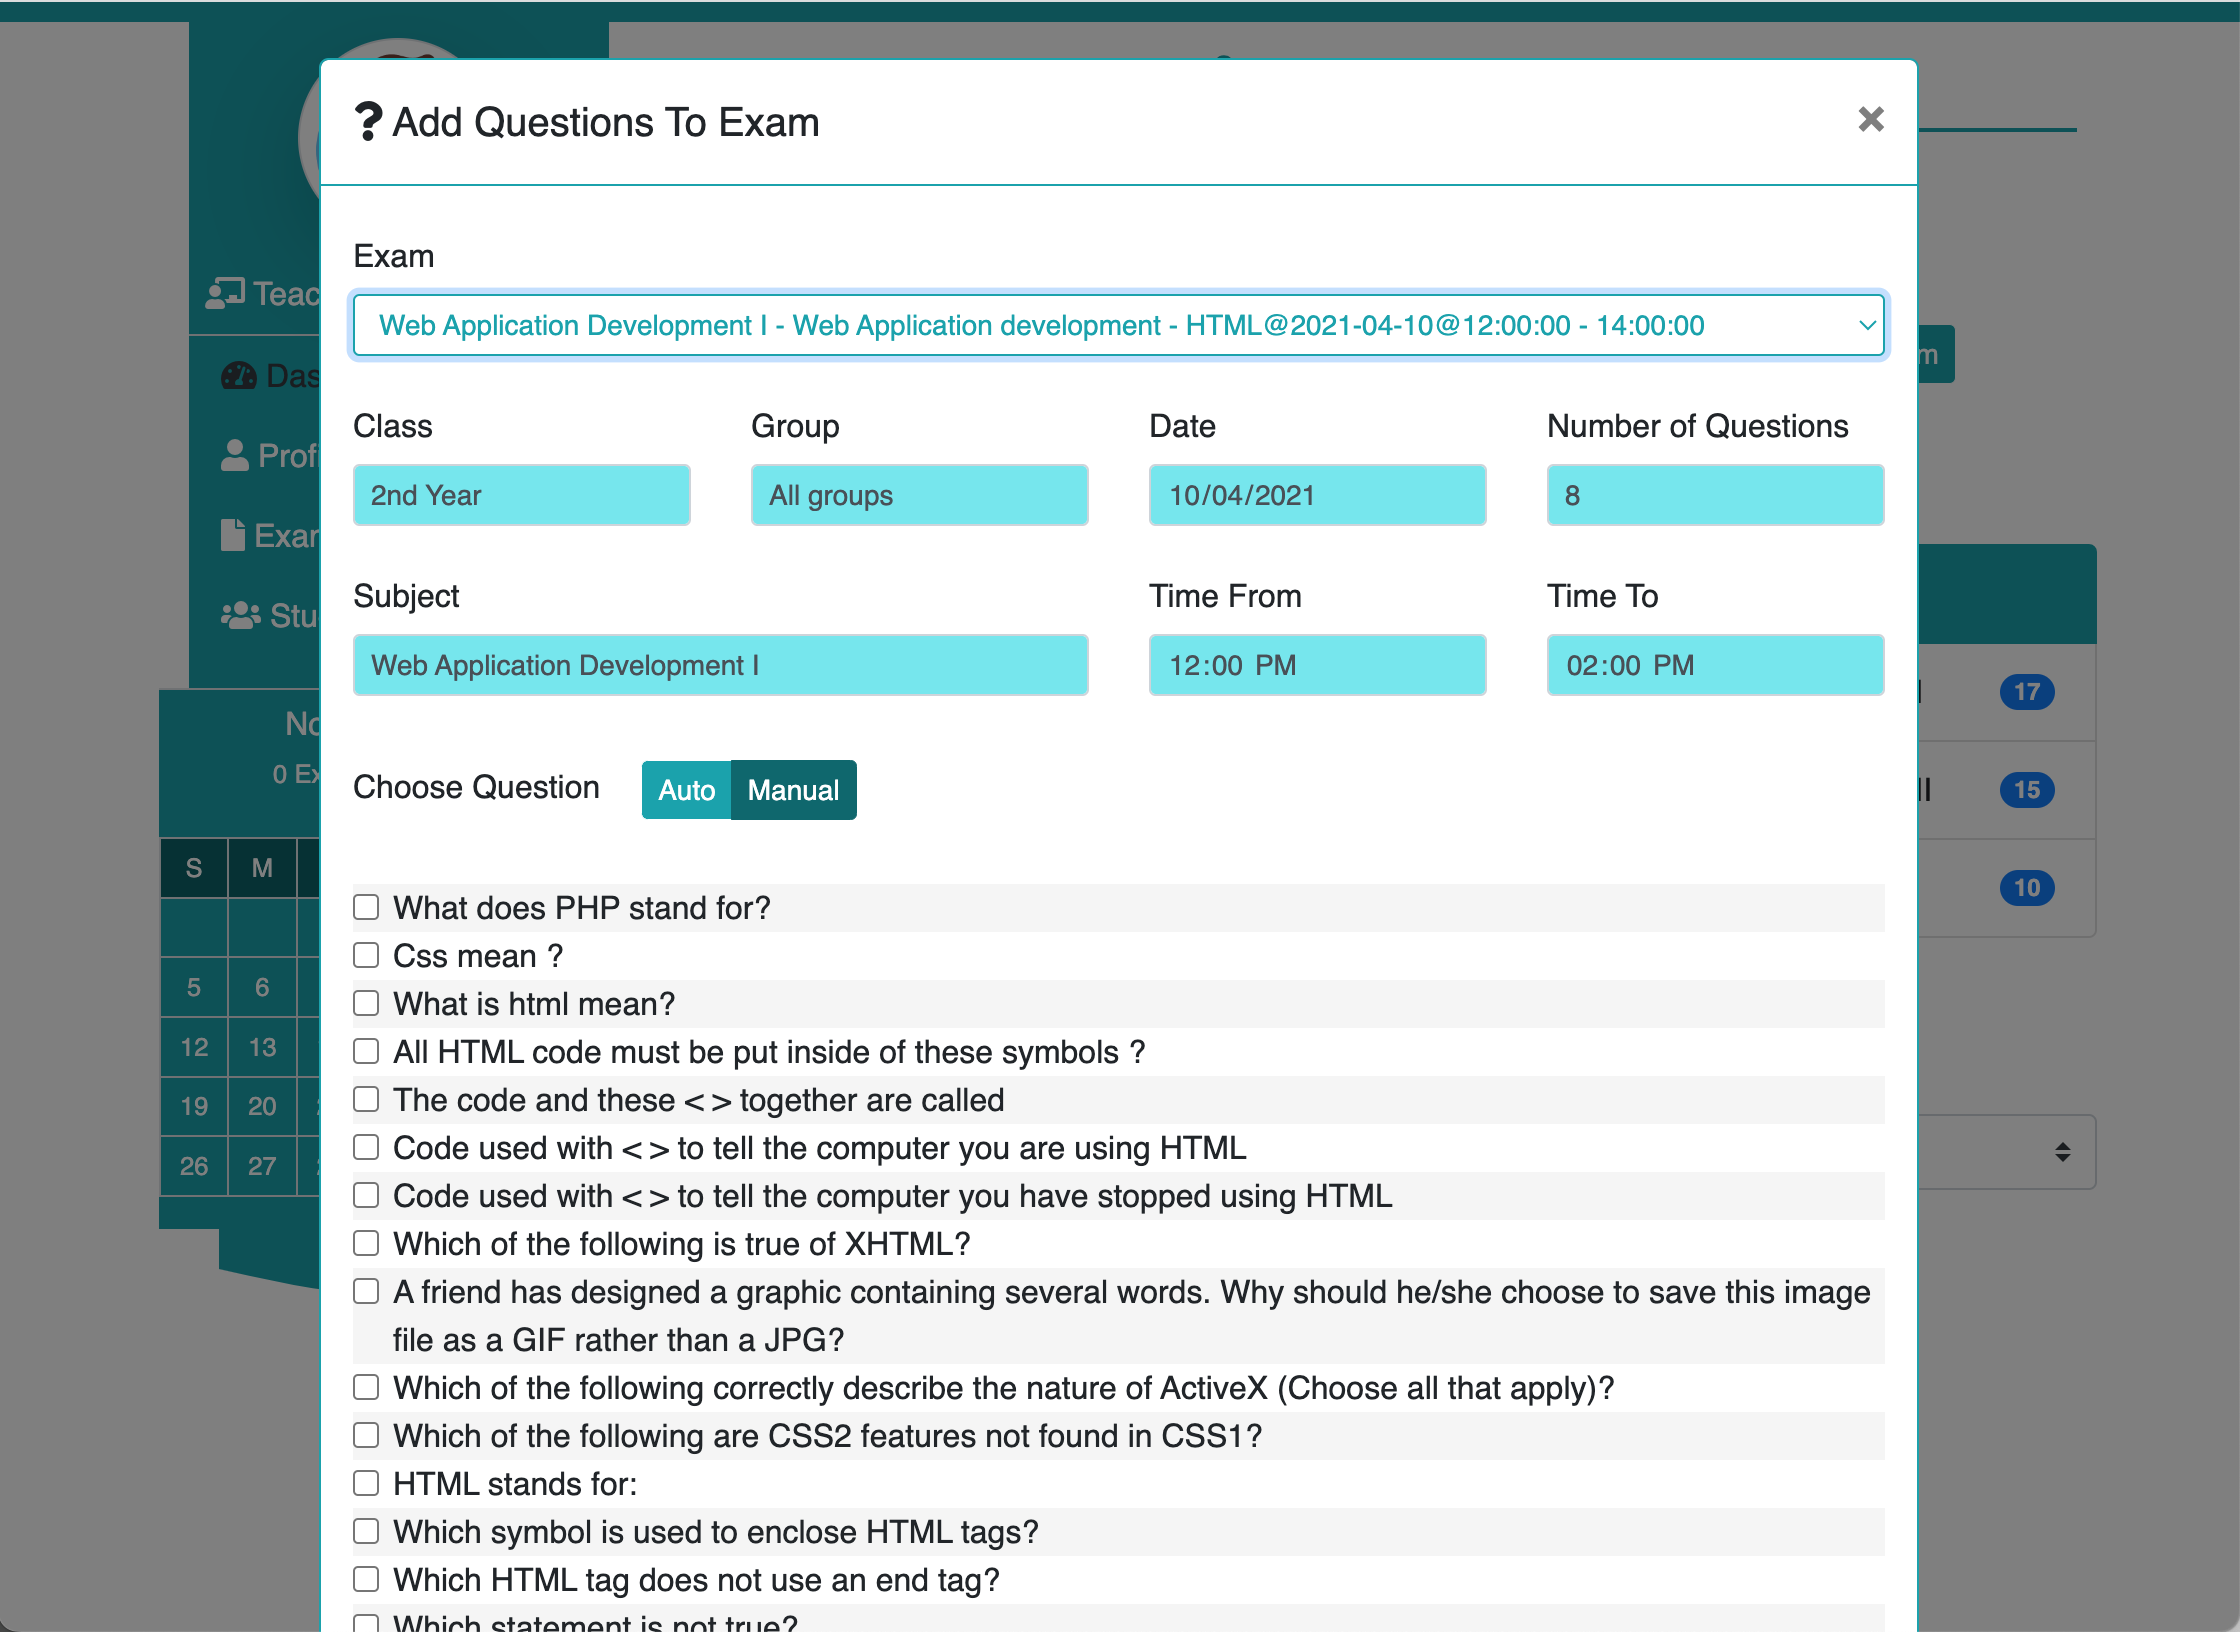 Add Questions To Exam
Exam
Web Application Development I - Web Application development - HTML@2021-04-10@12:00:00 - 14:00:00
Class
Group
Date
Number of Questions
2nd Year
All groups
10/04/2021
8
Subject
Time From
Time To
Web Application Development I
12:00 PM
02:00 PM
Choose Question
Auto
Manual
What does PHP stand for?
Css mean ?
What is html mean?
All HTML code must be put inside of these symbols ?
The code and these < > together are called
Code used with < > to tell the computer you are using HTML
Code used with < > to tell the computer you have stopped using HTML
Which of the following is true of XHTML?
A friend has designed a graphic containing several words. Why should he/she choose to save this image
file as a GIF rather than a JPG?
Which of the following correctly describe the nature of ActiveX (Choose all that apply)?
Which of the following are CSS2 features not found in CSS1?
HTML stands for:
Which symbol is used to enclose HTML tags?
Which HTML tag does not use an end tag?
Which statement is not true?
S M
5 6
12 13
19 20
26 27
17
15
10